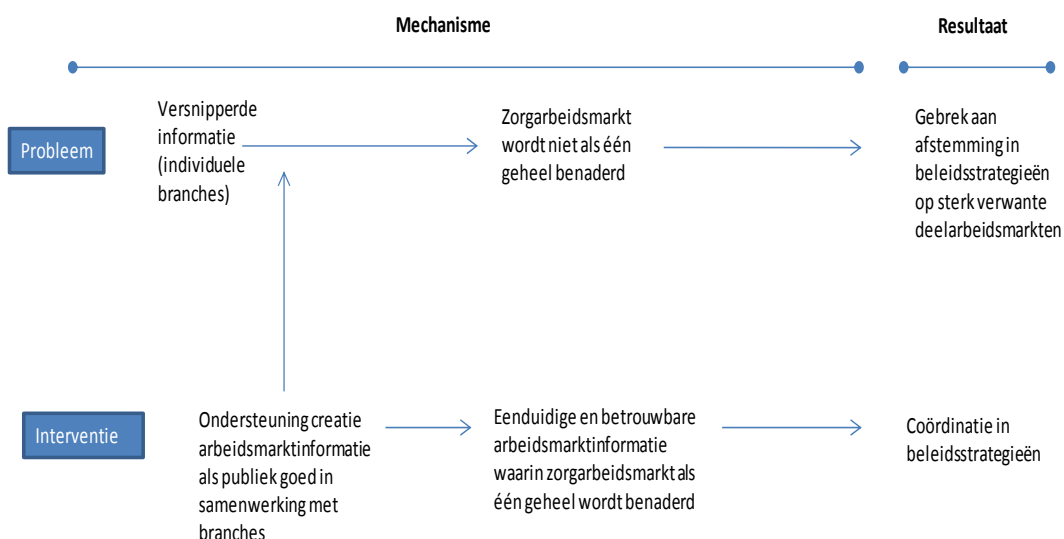 Mechanisme
Resultaat
Probleem
Versnipperde
informatie
(individuele
branches)
Zorgarbeidsmarkt
wordt niet als één
geheel benaderd
Gebrek aan
afstemming in
beleidsstrategieën
op sterk verwante
deelarbeidsmarkten
Interventie
Ondersteuning creatie
arbeidsmarktinformatie
als publiek goed in
samenwerking met
branches
Eenduidige en betrouwbare
arbeidsmarktinformatie
waarin zorgarbeidsmarkt als
één geheel wordt benaderd
Coördinatie in
beleidsstrategieën